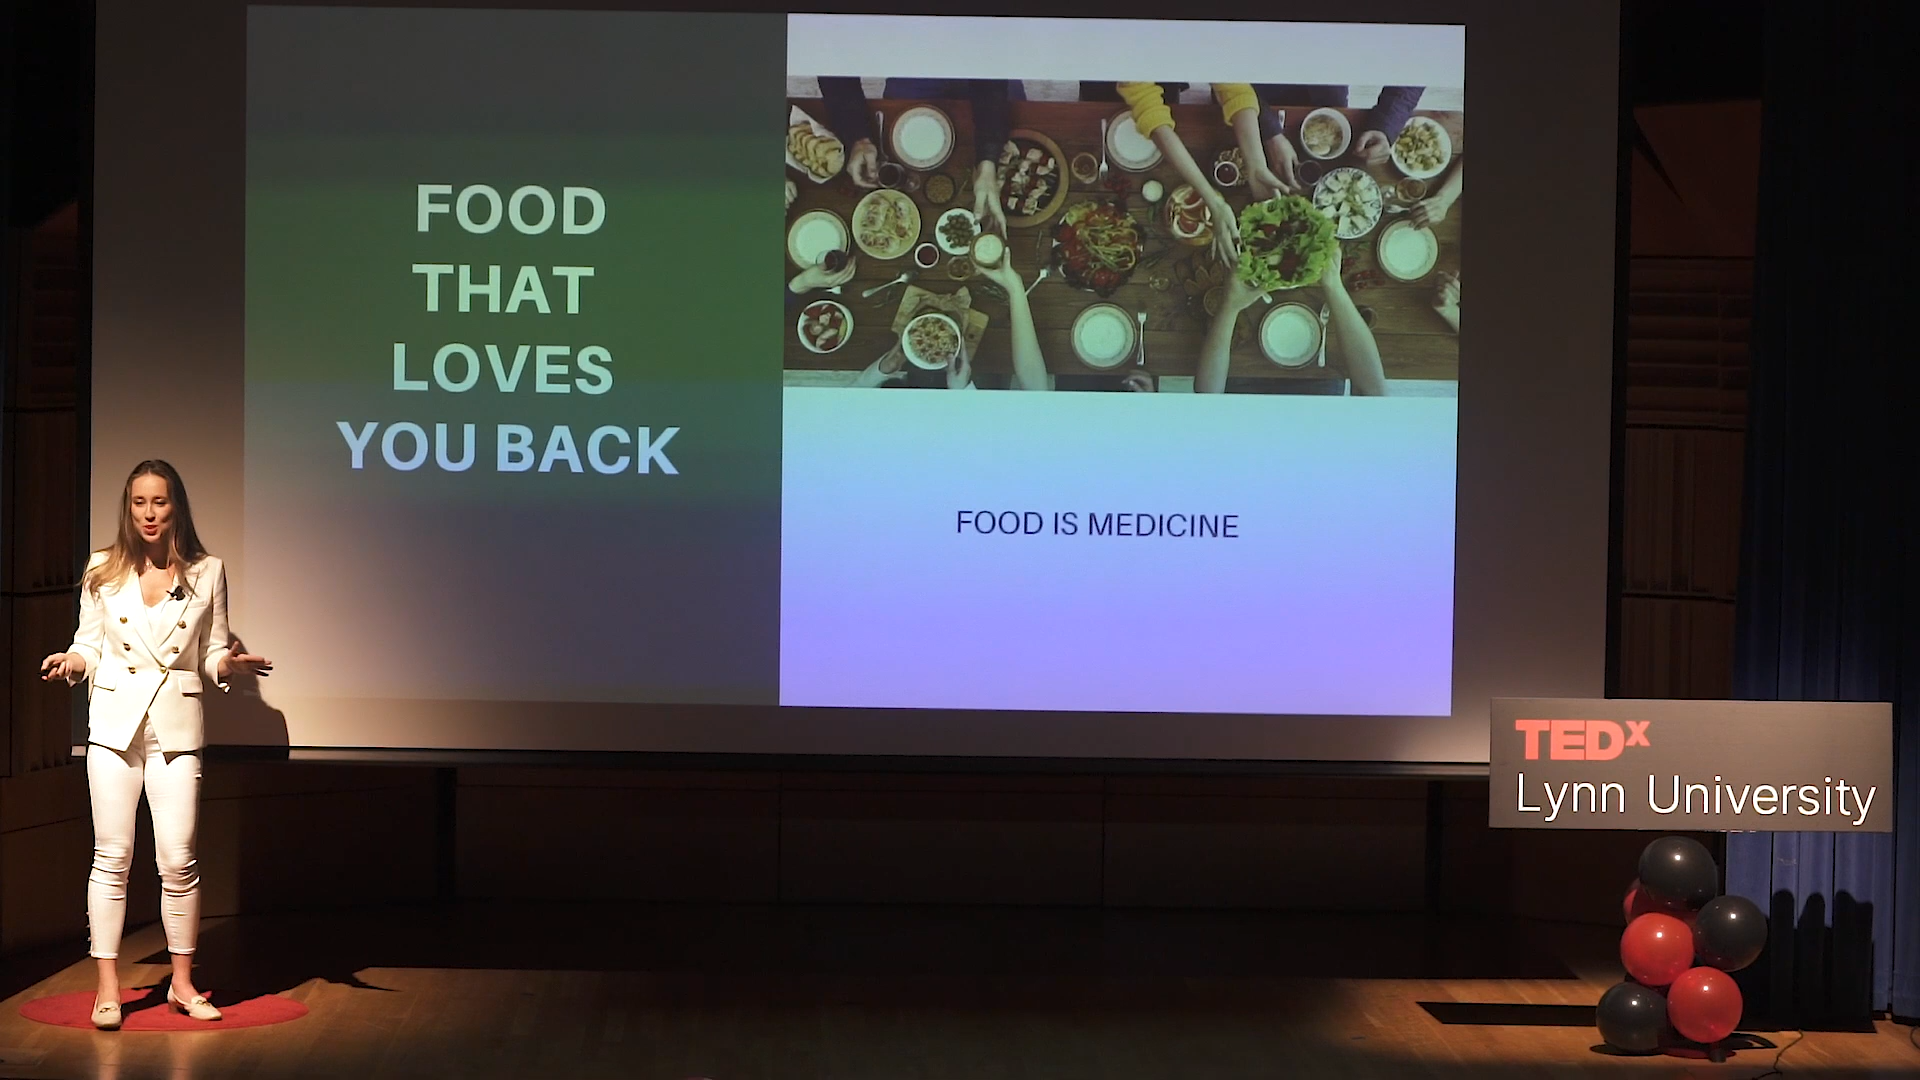 FOOD
THAT
LOVES
YOU BACK
FOOD IS MEDICINE
TEDx
Lynn University